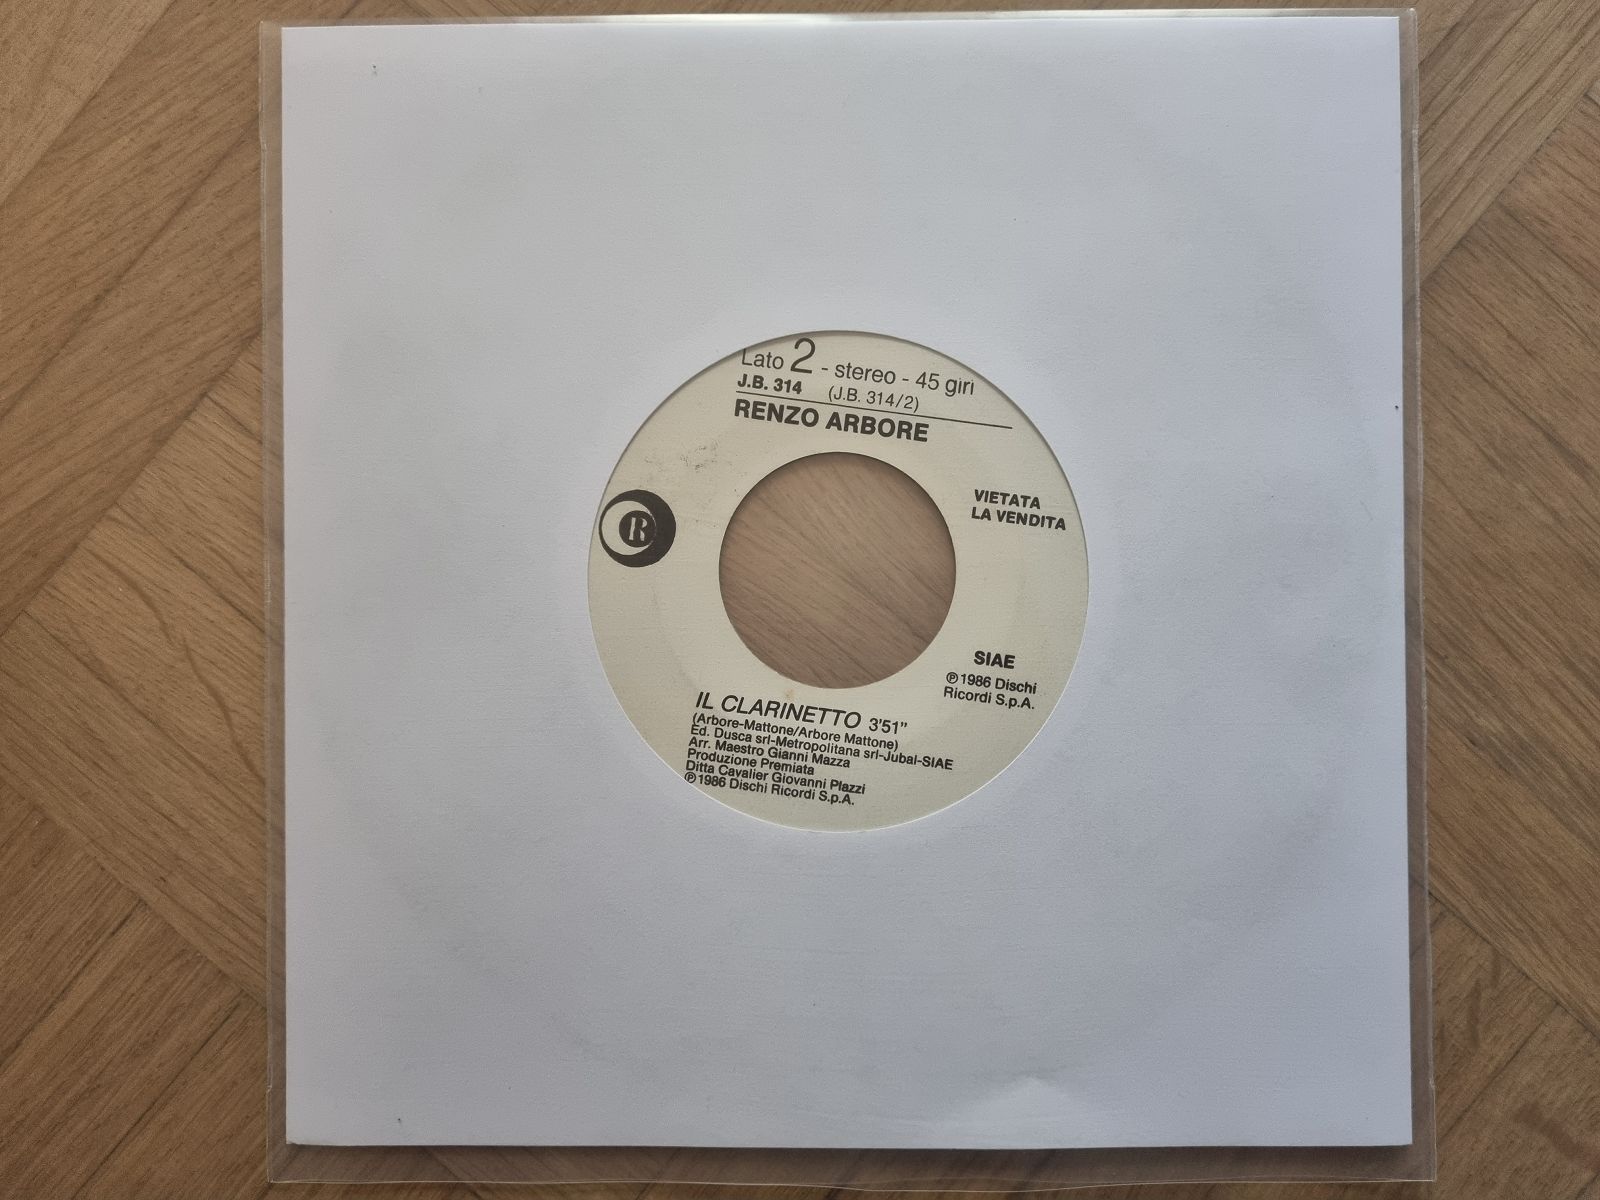 Lato 2 - stereo - 45 giri
J.B. 314 (J.B. 314/2)
RENZO ARBORE
R
VIETATA
LA VENDITA
SIAE
℗ 1986 Dischi
Ricordi S.p.A.
IL CLARINETTO 3'51"
(Arbore-Mattone/Arbore Mattone)
Ed. Dusca srl-Metropolitana srl-Jubal-SIAE
Arr. Maestro Gianni Mazza
Produzione Premiata
Ditta Cavalier Giovanni Plazzi
℗ 1986 Dischi Ricordi S.p.A.